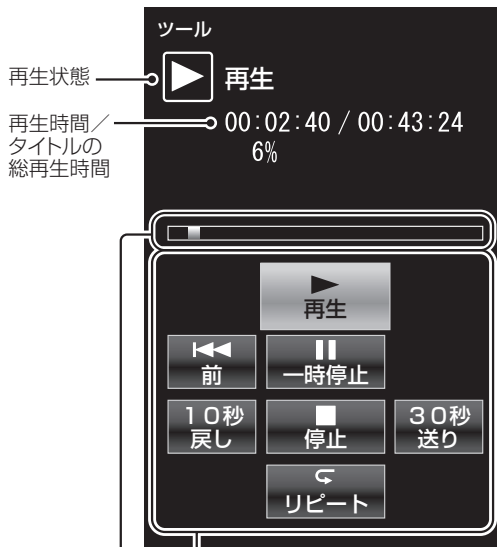 ツール
再生状態
再生
再生時間／
タイトルの
総再生時間
00:02:40 / 00:43:24
6%
再生
前
一時停止
１０秒
戻し
停止
３０秒
送り
リピート